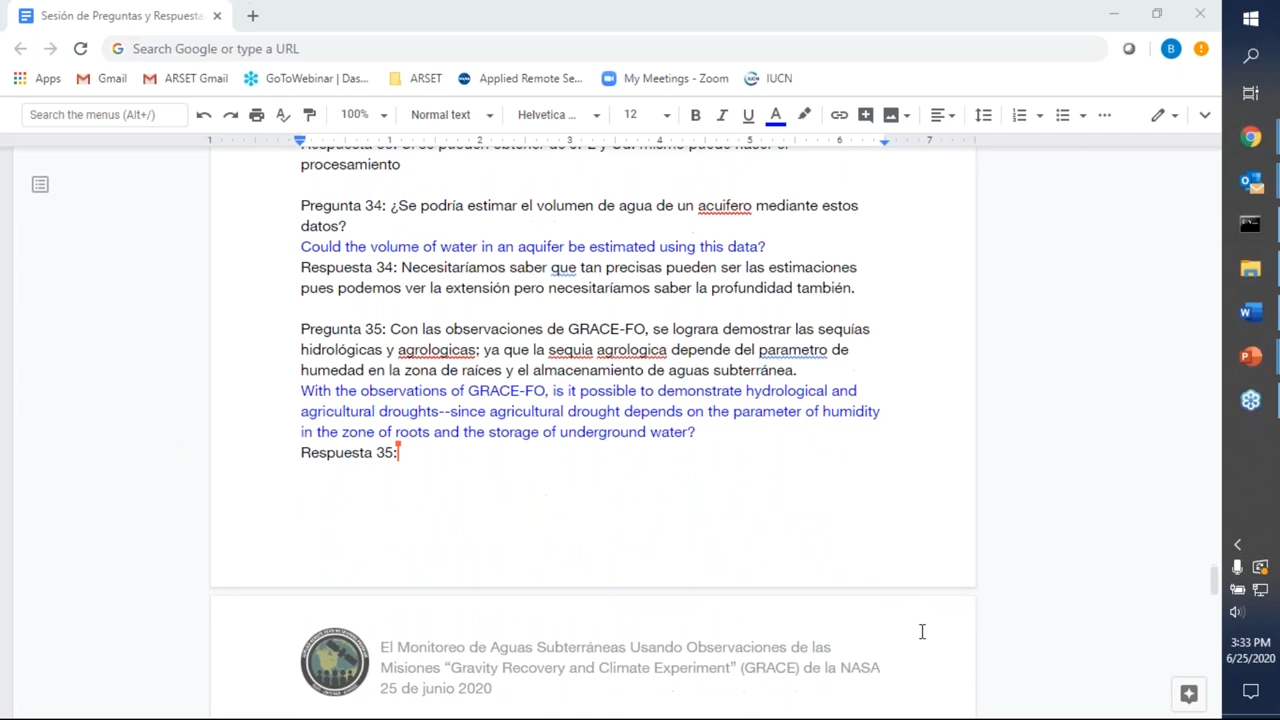 Sesión de Preguntas y Respuesta
Search Google or type a URL
B
Apps
Gmail
ARSET Gmail
GoToWebinar | Das...
ARSET
Applied Remote Se...
My Meetings - Zoom
IUCN
Search the menus (Alt+/)
100%
Normal text
Helvetica ...
12
B I U A
1 1 2 3 4 5 6 7
procesamiento
Pregunta 34: ¿Se podría estimar el volumen de agua de un acuifero mediante estos
datos?
Could the volume of water in an aquifer be estimated using this data?
Respuesta 34: Necesitaríamos saber que tan precisas pueden ser las estimaciones
pues podemos ver la extensión pero necesitaríamos saber la profundidad también.
Pregunta 35: Con las observaciones de GRACE-FO, se lograra demostrar las sequías
hidrológicas y agrologicas; ya que la sequia agrologica depende del parametro de
humedad en la zona de raíces y el almacenamiento de aguas subterránea.
With the observations of GRACE-FO, is it possible to demonstrate hydrological and
agricultural droughts--since agricultural drought depends on the parameter of humidity
in the zone of roots and the storage of underground water?
Respuesta 35:
El Monitoreo de Aguas Subterráneas Usando Observaciones de las
Misiones “Gravity Recovery and Climate Experiment” (GRACE) de la NASA
25 de junio 2020
3:33 PM
6/25/2020